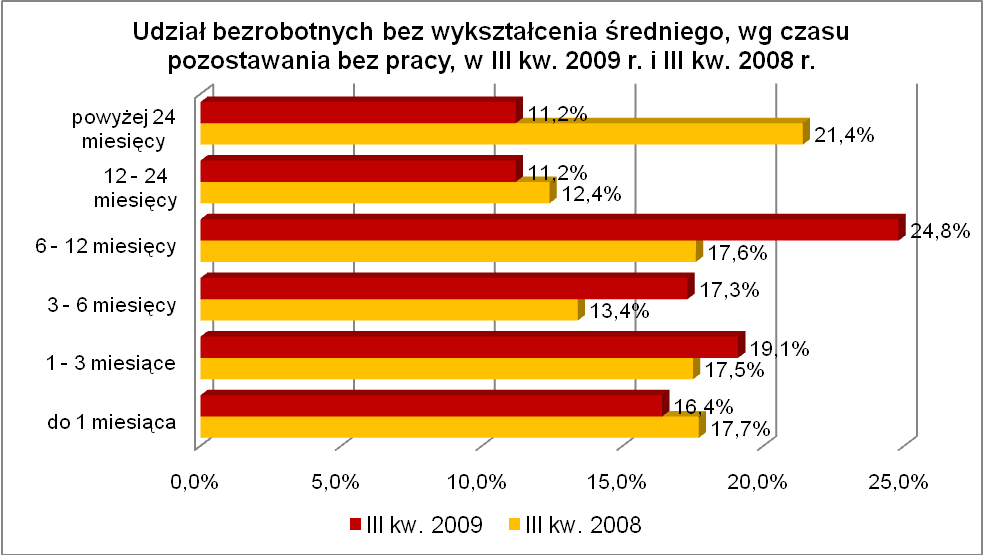 Udział bezrobotnych bez wykształcenia średniego, wg czasu
pozostawania bez pracy, w III kw. 2009 r. i III kw. 2008 r.
powyżej 24
miesięcy
11,2%
21,4%
12 - 24
miesięcy
11,2%
12,4%
6 - 12 miesięcy
24,8%
17,6%
3 - 6 miesięcy
17,3%
13,4%
1 - 3 miesiące
19,1%
17,5%
do 1 miesiąca
16,4%
17,7%
0,0% 5,0% 10,0% 15,0% 20,0% 25,0%
III kw. 2009 III kw. 2008